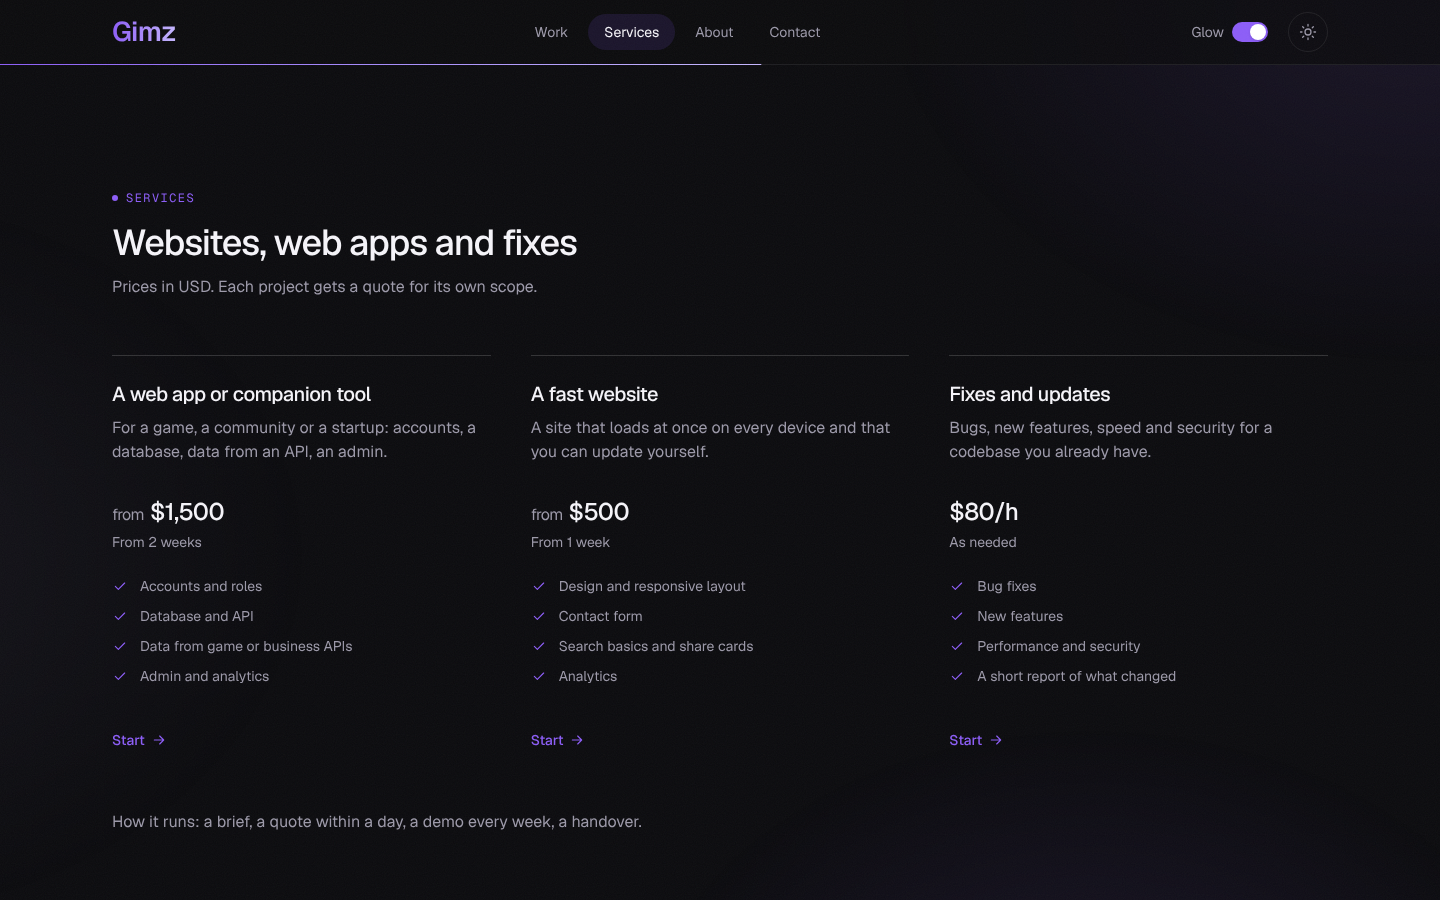 Gimz
Work
Services
About
Contact
Glow
SERVICES
Websites, web apps and fixes
Prices in USD. Each project gets a quote for its own scope.
A web app or companion tool
For a game, a community or a startup: accounts, a
database, data from an API, an admin.
from $1,500
From 2 weeks
Accounts and roles
Database and API
Data from game or business APIs
Admin and analytics
Start →
A fast website
A site that loads at once on every device and that
you can update yourself.
from $500
From 1 week
Design and responsive layout
Contact form
Search basics and share cards
Analytics
Start →
Fixes and updates
Bugs, new features, speed and security for a
codebase you already have.
$80/h
As needed
Bug fixes
New features
Performance and security
A short report of what changed
Start →
How it runs: a brief, a quote within a day, a demo every week, a handover.